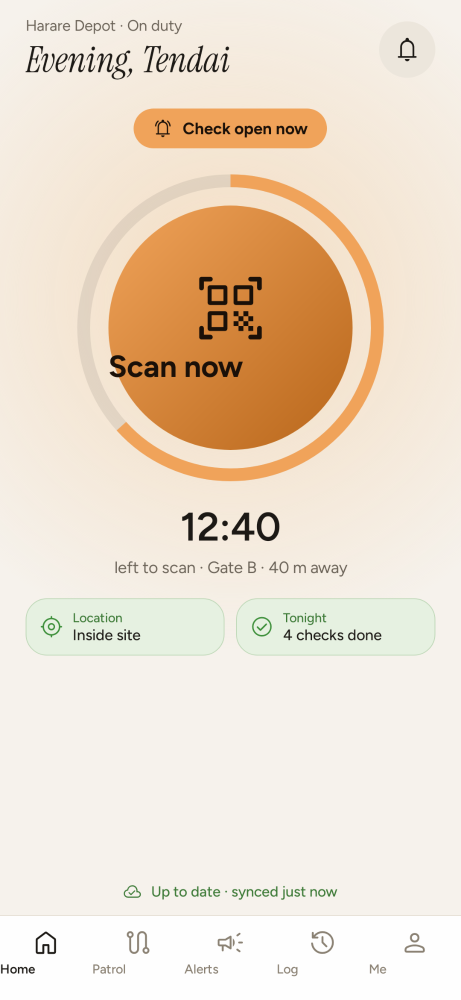 Harare Depot · On duty
Evening, Tendai
Check open now
Scan now
12:40
left to scan · Gate B · 40 m away
Location
Inside site
Tonight
4 checks done
Up to date · synced just now
Home
Patrol
Alerts
Log
Me